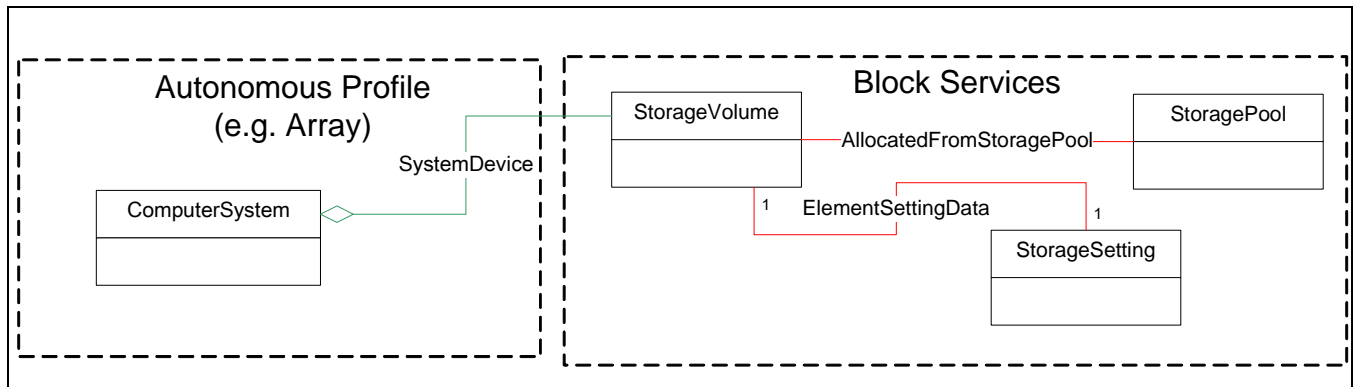 Autonomous Profile
(e.g. Array)
Block Services
StorageVolume
StoragePool
AllocatedFromStoragePool
SystemDevice
ComputerSystem
1
ElementSettingData
1
StorageSetting